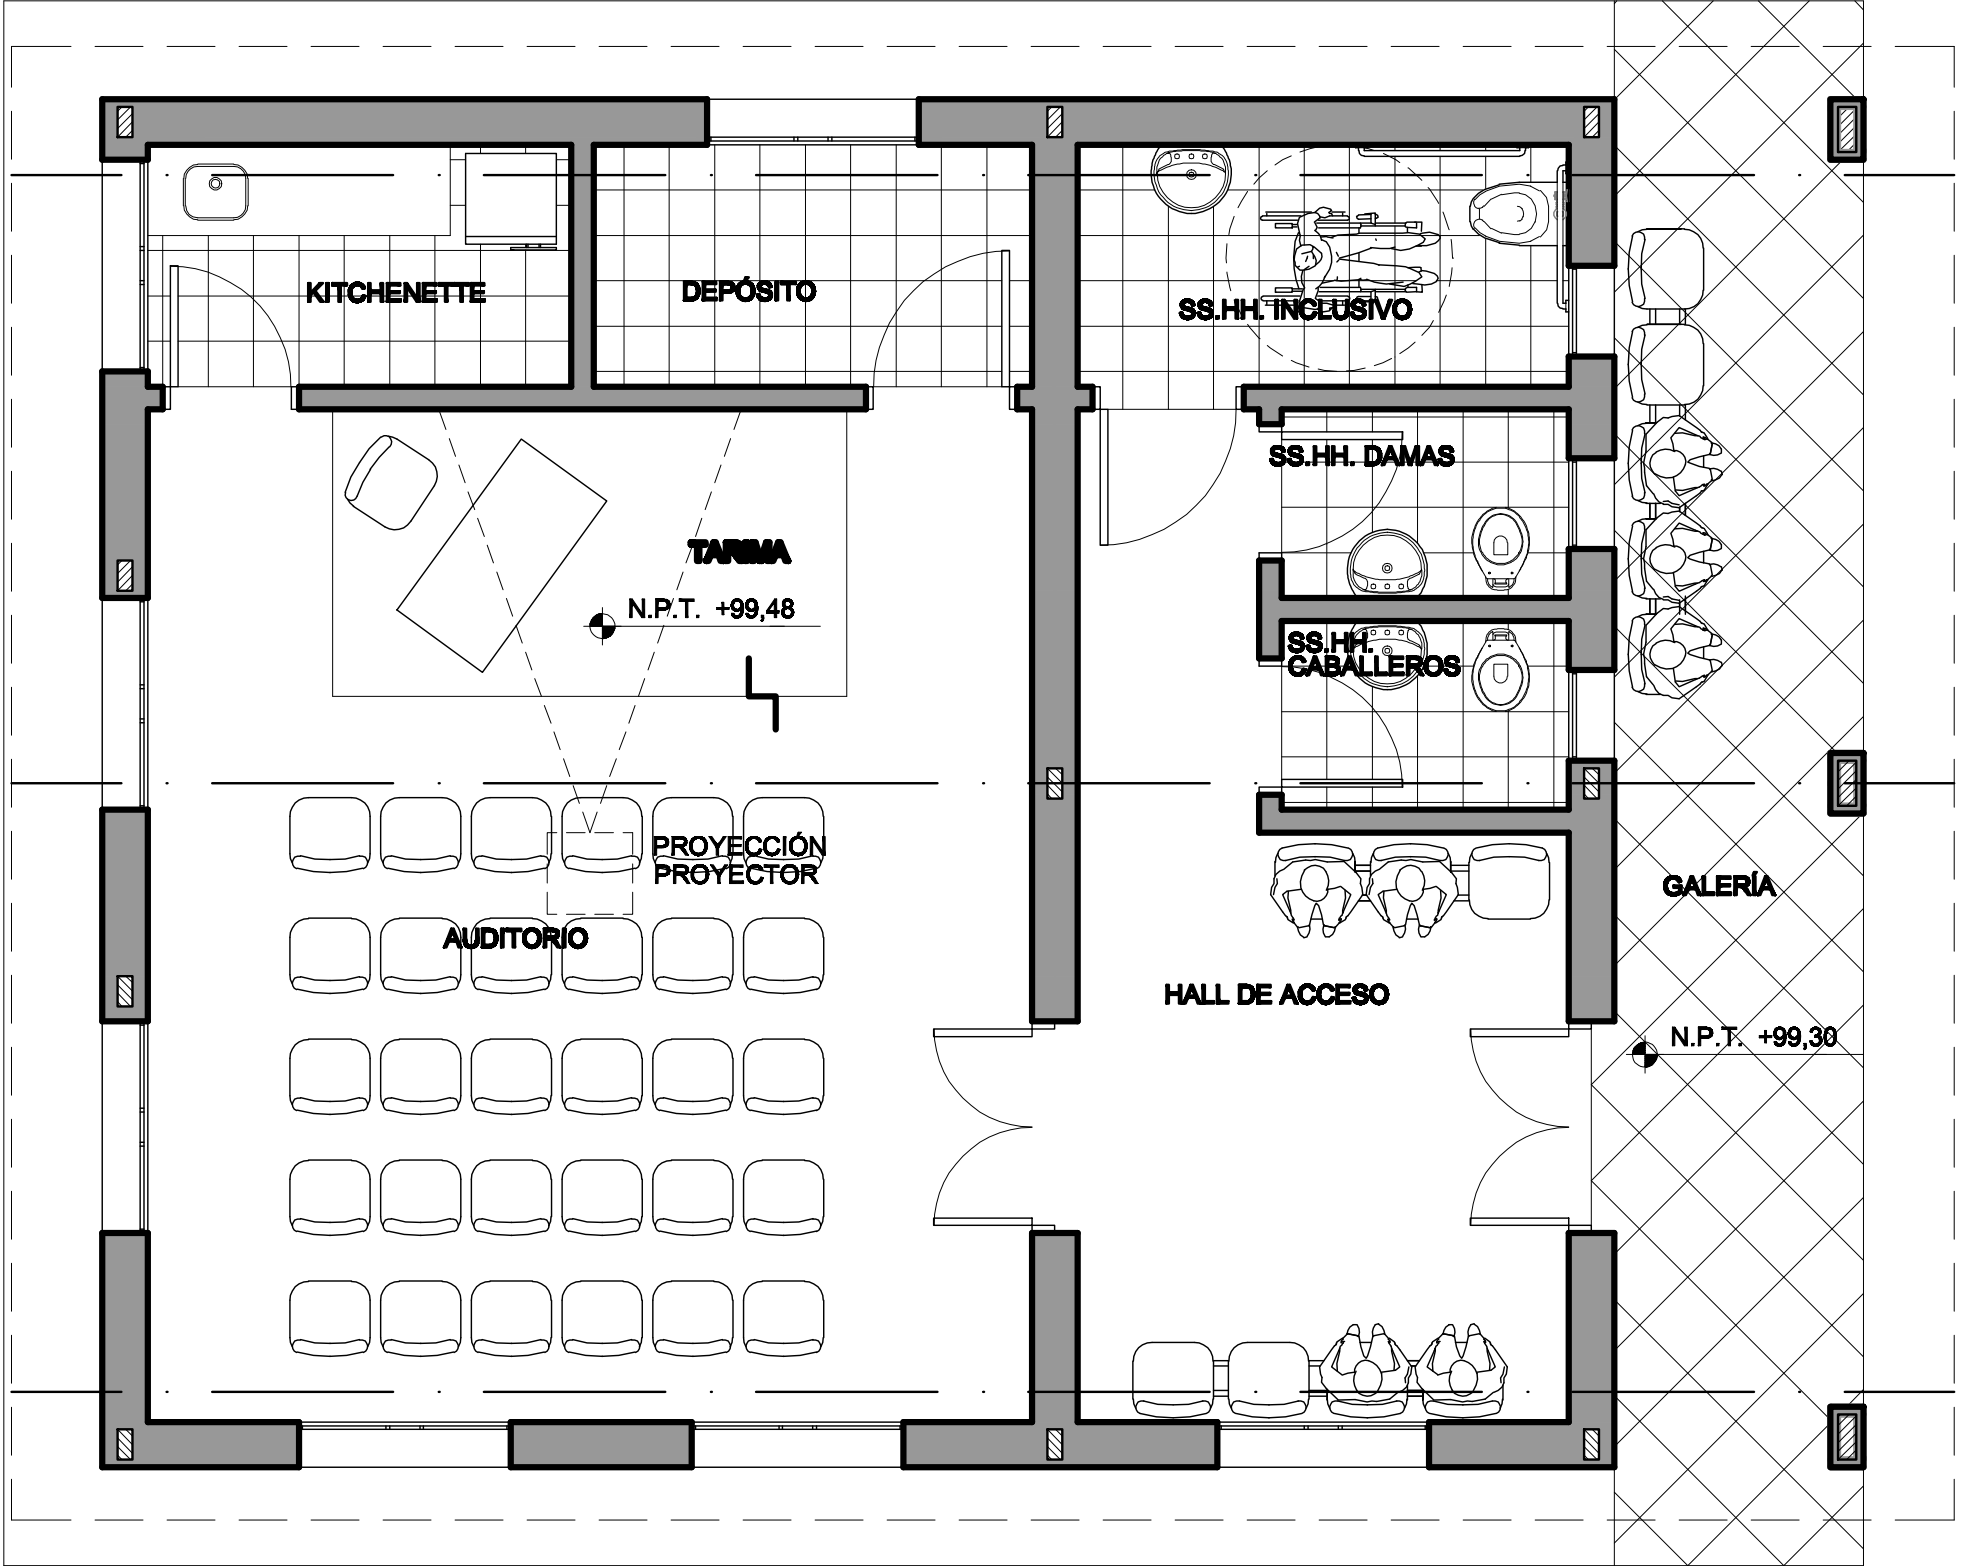 KITCHENETTE
DEPÓSITO
SS.HH. INCLUSIVO
SS.HH. DAMAS
TARIMA
N.P.T. +99,48
SS.HH.
CABALLEROS
PROYECCIÓN
PROYECTOR
AUDITORIO
GALERÍA
HALL DE ACCESO
N.P.T. +99,30